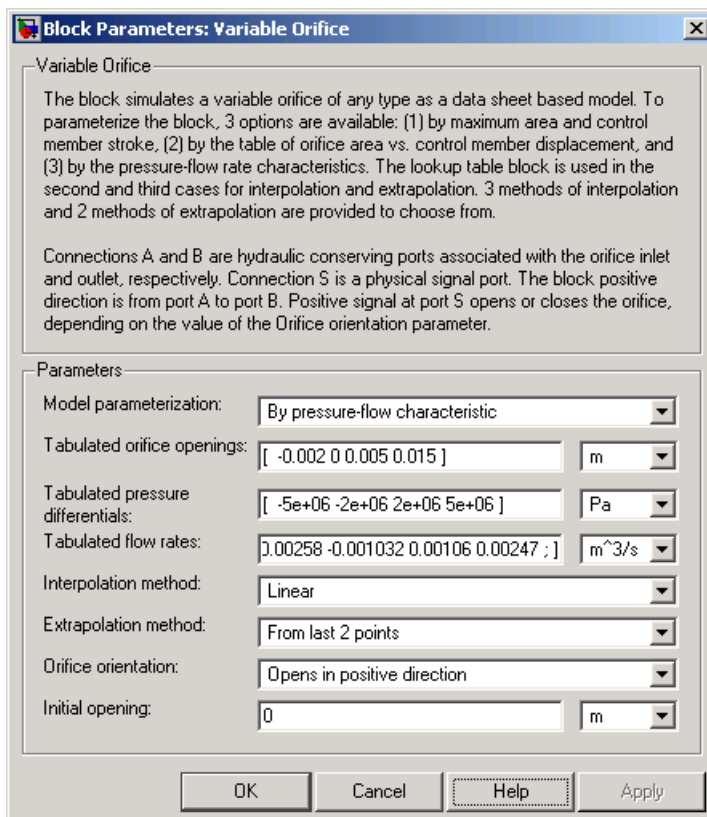 Block Parameters: Variable Orifice
Variable Orifice
The block simulates a variable orifice of any type as a data sheet based model. To
parameterize the block, 3 options are available: (1) by maximum area and control
member stroke, (2) by the table of orifice area vs. control member displacement, and
(3) by the pressure-flow rate characteristics. The lookup table block is used in the
second and third cases for interpolation and extrapolation. 3 methods of interpolation
and 2 methods of extrapolation are provided to choose from.
Connections A and B are hydraulic conserving ports associated with the orifice inlet
and outlet, respectively. Connection S is a physical signal port. The block positive
direction is from port A to port B. Positive signal at port S opens or closes the orifice,
depending on the value of the Orifice orientation parameter.
Parameters
Model parameterization: By pressure-flow characteristic
Tabulated orifice openings: [ -0.002 0 0.005 0.015 ] m
Tabulated pressure
differentials: [ -5e+06 -2e+06 2e+06 5e+06 ] Pa
Tabulated flow rates: 0.00258 -0.001032 0.00106 0.00247 ; ] m^3/s
Interpolation method: Linear
Extrapolation method: From last 2 points
Orifice orientation: Opens in positive direction
Initial opening: 0 m
OK Cancel Help Apply